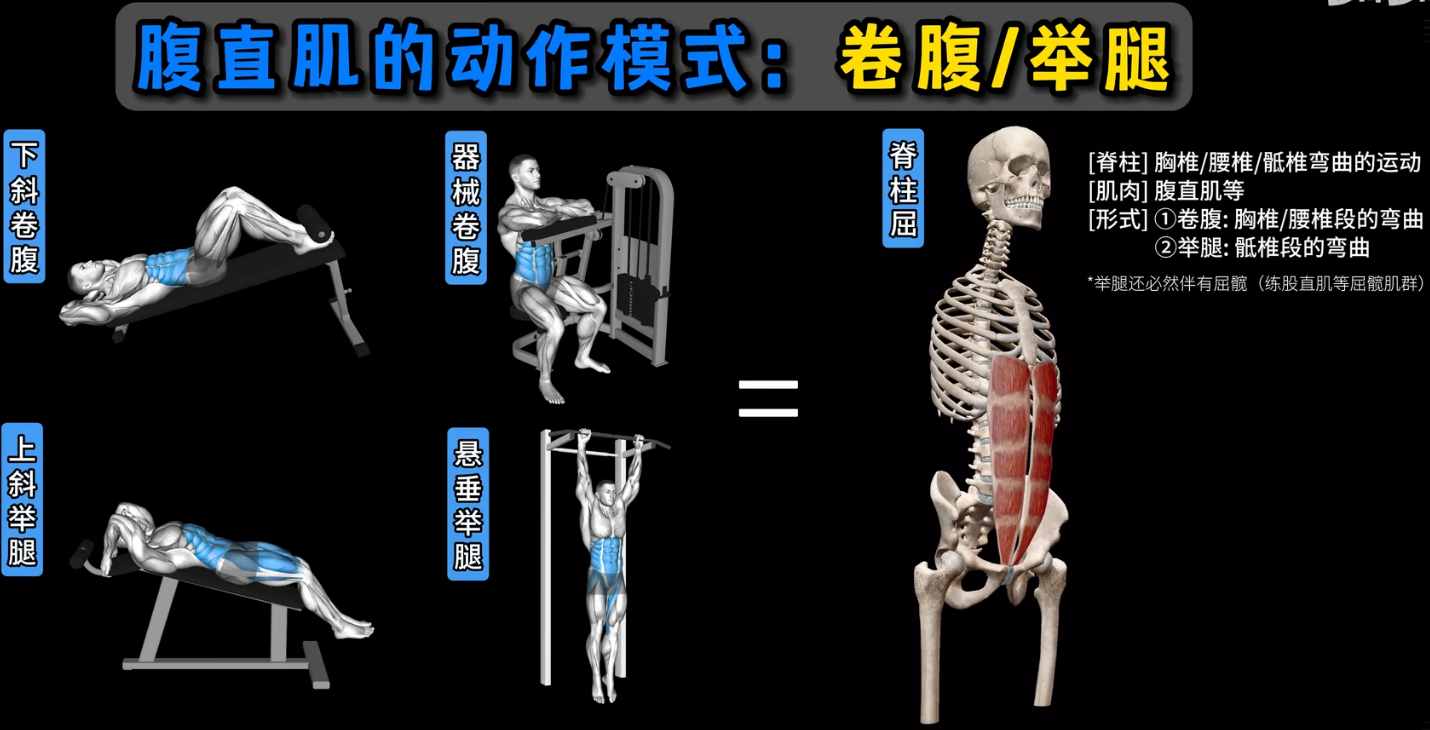 腹直肌的动作模式：卷腹/举腿
下斜卷腹
器械卷腹
脊柱屈
[脊柱] 胸椎/腰椎/骶椎弯曲的运动
[肌肉] 腹直肌等
[形式] ①卷腹: 胸椎/腰椎段的弯曲
②举腿: 骶椎段的弯曲
*举腿还必然伴有屈髋（练股直肌等屈髋肌群）
上斜举腿
悬垂举腿